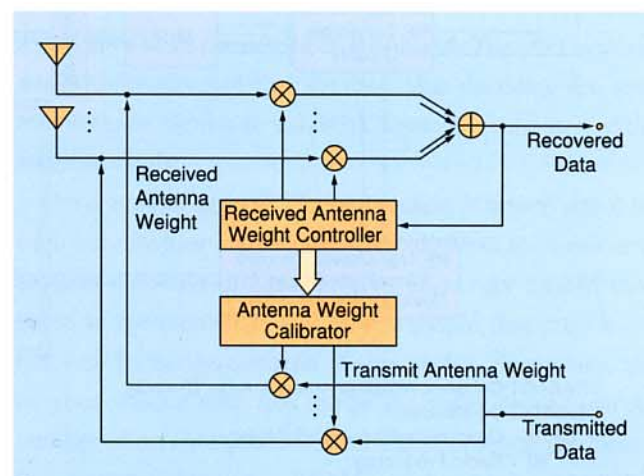 Received
Antenna
Weight
Recovered
Data
Received Antenna
Weight Controller
Antenna Weight
Calibrator
Transmit Antenna Weight
Transmitted
Data